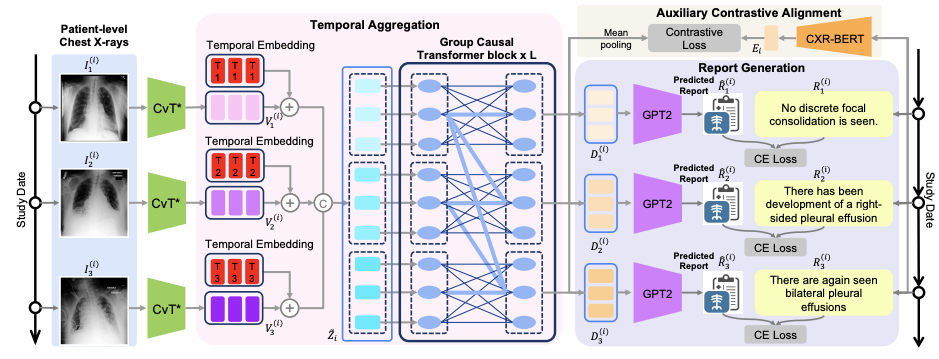 Patient-level
Chest X-rays
Temporal Aggregation
Auxiliary Contrastive Alignment
Mean
pooling
Contrastive
Loss
E_i
CXR-BERT
Study Date
I_1^(i)
CvT*
Temporal Embedding
T 1 T 1 T 1
V_1^(i)
I_2^(i)
CvT*
Temporal Embedding
T 2 T 2 T 2
V_2^(i)
I_3^(i)
CvT*
Temporal Embedding
T 3 T 3 T 3
V_3^(i)
C
Z̃_i
Group Causal
Transformer block x L
Report Generation
D_1^(i)
GPT2
Predicted
Report
R̂_1^(i)
R_1^(i)
No discrete focal
consolidation is seen.
CE Loss
D_2^(i)
GPT2
Predicted
Report
R̂_2^(i)
R_2^(i)
There has been
development of a right-
sided pleural effusion
CE Loss
D_3^(i)
GPT2
Predicted
Report
R̂_3^(i)
R_3^(i)
There are again seen
bilateral pleural
effusions
CE Loss
Study Date